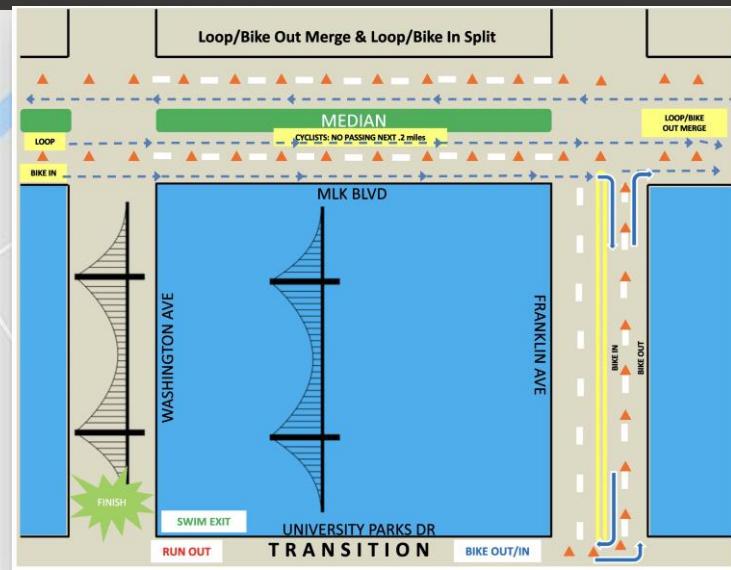 Loop/Bike Out Merge & Loop/Bike In Split
MEDIAN
LOOP/BIKE
OUT MERGE
LOOP
CYCLISTS: NO PASSING NEXT .2 miles
BIKE IN
MLK BLVD
WASHINGTON AVE
FRANKLIN AVE
BIKE IN
BIKE OUT
FINISH
SWIM EXIT
UNIVERSITY PARKS DR
RUN OUT
TRANSITION
BIKE OUT/IN